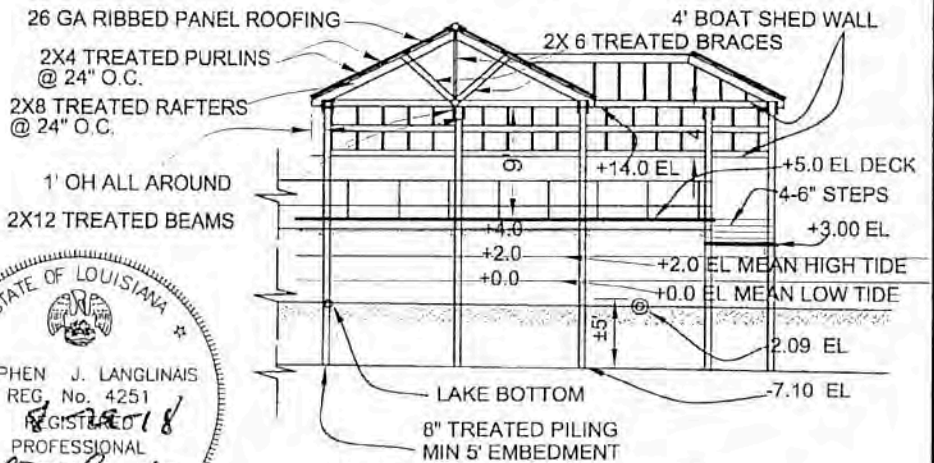 26 GA RIBBED PANEL ROOFING
4' BOAT SHED WALL
2X4 TREATED PURLINS
@ 24" O.C.
2X 6 TREATED BRACES
2X8 TREATED RAFTERS
@ 24" O.C.
9'
4'
+14.0 EL
+5.0 EL DECK
1' OH ALL AROUND
4-6" STEPS
2X12 TREATED BEAMS
+4.0
+3.00 EL
+2.0
+2.0 EL MEAN HIGH TIDE
+0.0
+0.0 EL MEAN LOW TIDE
±5'
2.09 EL
-7.10 EL
LAKE BOTTOM
8" TREATED PILING
MIN 5' EMBEDMENT
STATE OF LOUISIANA
PHEN J. LANGLINAIS
REG. No. 4251
REGISTERED
PROFESSIONAL